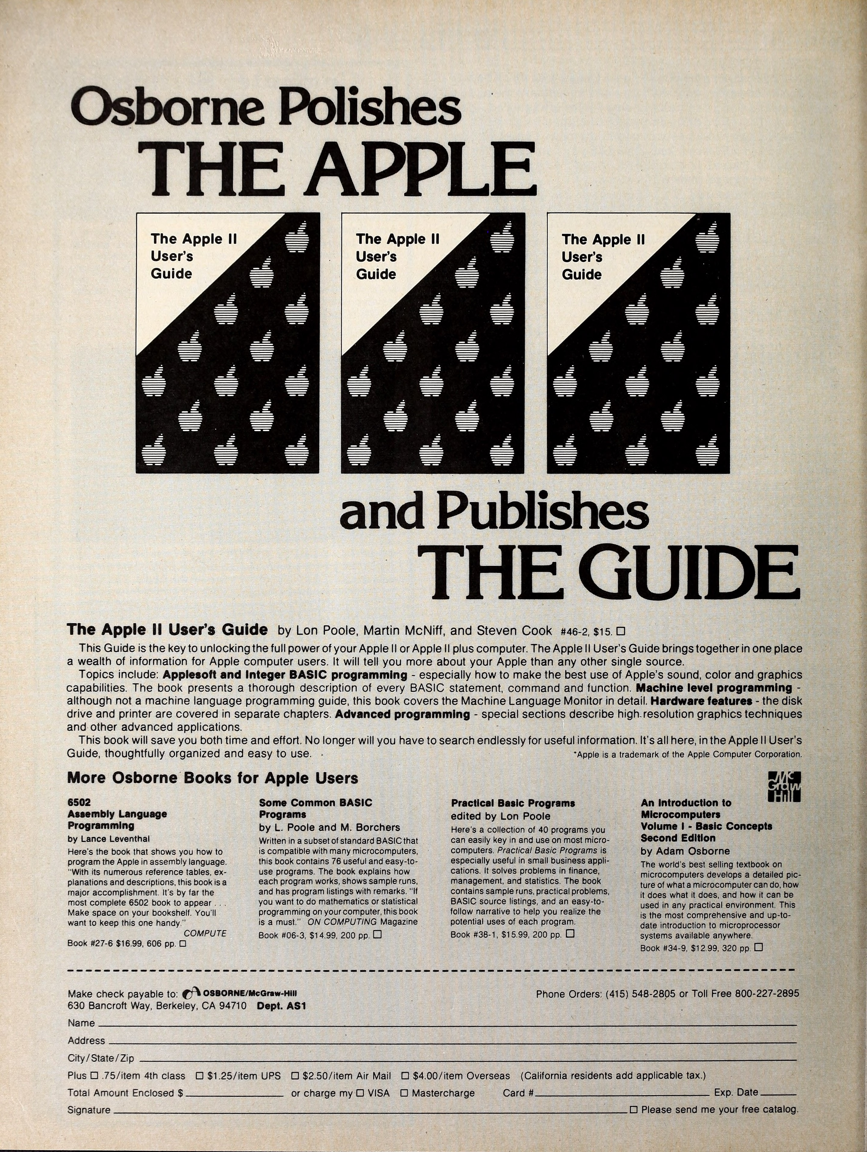 Osborne Polishes
THE APPLE
The Apple II
User's
Guide
The Apple II
User's
Guide
The Apple II
User's
Guide
and Publishes
THE GUIDE
The Apple II User's Guide by Lon Poole, Martin McNiff, and Steven Cook #46-2, $15. ☐
This Guide is the key to unlocking the full power of your Apple II or Apple II plus computer. The Apple II User's Guide brings together in one place
a wealth of information for Apple computer users. It will tell you more about your Apple than any other single source.
Topics include: Applesoft and Integer BASIC programming - especially how to make the best use of Apple's sound, color and graphics
capabilities. The book presents a thorough description of every BASIC statement, command and function. Machine level programming -
although not a machine language programming guide, this book covers the Machine Language Monitor in detail. Hardware features - the disk
drive and printer are covered in separate chapters. Advanced programming - special sections describe high resolution graphics techniques
and other advanced applications.
This book will save you both time and effort. No longer will you have to search endlessly for useful information. It's all here, in the Apple II User's
Guide, thoughtfully organized and easy to use.
*Apple is a trademark of the Apple Computer Corporation.
More Osborne Books for Apple Users
Mc
Graw
Hill
6502
Assembly Language
Programming
by Lance Leventhal
Here's the book that shows you how to
program the Apple in assembly language.
"With its numerous reference tables, ex-
planations and descriptions, this book is a
major accomplishment. It's by far the
most complete 6502 book to appear . . .
Make space on your bookshelf. You'll
want to keep this one handy."
COMPUTE
Book #27-6 $16.99, 606 pp. ☐
Some Common BASIC
Programs
by L. Poole and M. Borchers
Written in a subset of standard BASIC that
is compatible with many microcomputers,
this book contains 76 useful and easy-to-
use programs. The book explains how
each program works, shows sample runs,
and has program listings with remarks. "If
you want to do mathematics or statistical
programming on your computer, this book
is a must." ON COMPUTING Magazine
Book #06-3, $14.99, 200 pp. ☐
Practical Basic Programs
edited by Lon Poole
Here's a collection of 40 programs you
can easily key in and use on most micro-
computers. Practical Basic Programs is
especially useful in small business appli-
cations. It solves problems in finance,
management, and statistics. The book
contains sample runs, practical problems,
BASIC source listings, and an easy-to-
follow narrative to help you realize the
potential uses of each program.
Book #38-1, $15.99, 200 pp. ☐
An Introduction to
Microcomputers
Volume I - Basic Concepts
Second Edition
by Adam Osborne
The world's best selling textbook on
microcomputers develops a detailed pic-
ture of what a microcomputer can do, how
it does what it does, and how it can be
used in any practical environment. This
is the most comprehensive and up-to-
date introduction to microprocessor
systems available anywhere.
Book #34-9, $12.99, 320 pp. ☐
Make check payable to: OSBORNE/McGraw-Hill
630 Bancroft Way, Berkeley, CA 94710 Dept. AS1
Phone Orders: (415) 548-2805 or Toll Free 800-227-2895
Name
Address
City/State/Zip
Plus ☐ .75/item 4th class ☐ $1.25/item UPS ☐ $2.50/item Air Mail ☐ $4.00/item Overseas (California residents add applicable tax.)
Total Amount Enclosed $ or charge my ☐ VISA ☐ Mastercharge Card # Exp. Date
Signature ☐ Please send me your free catalog.